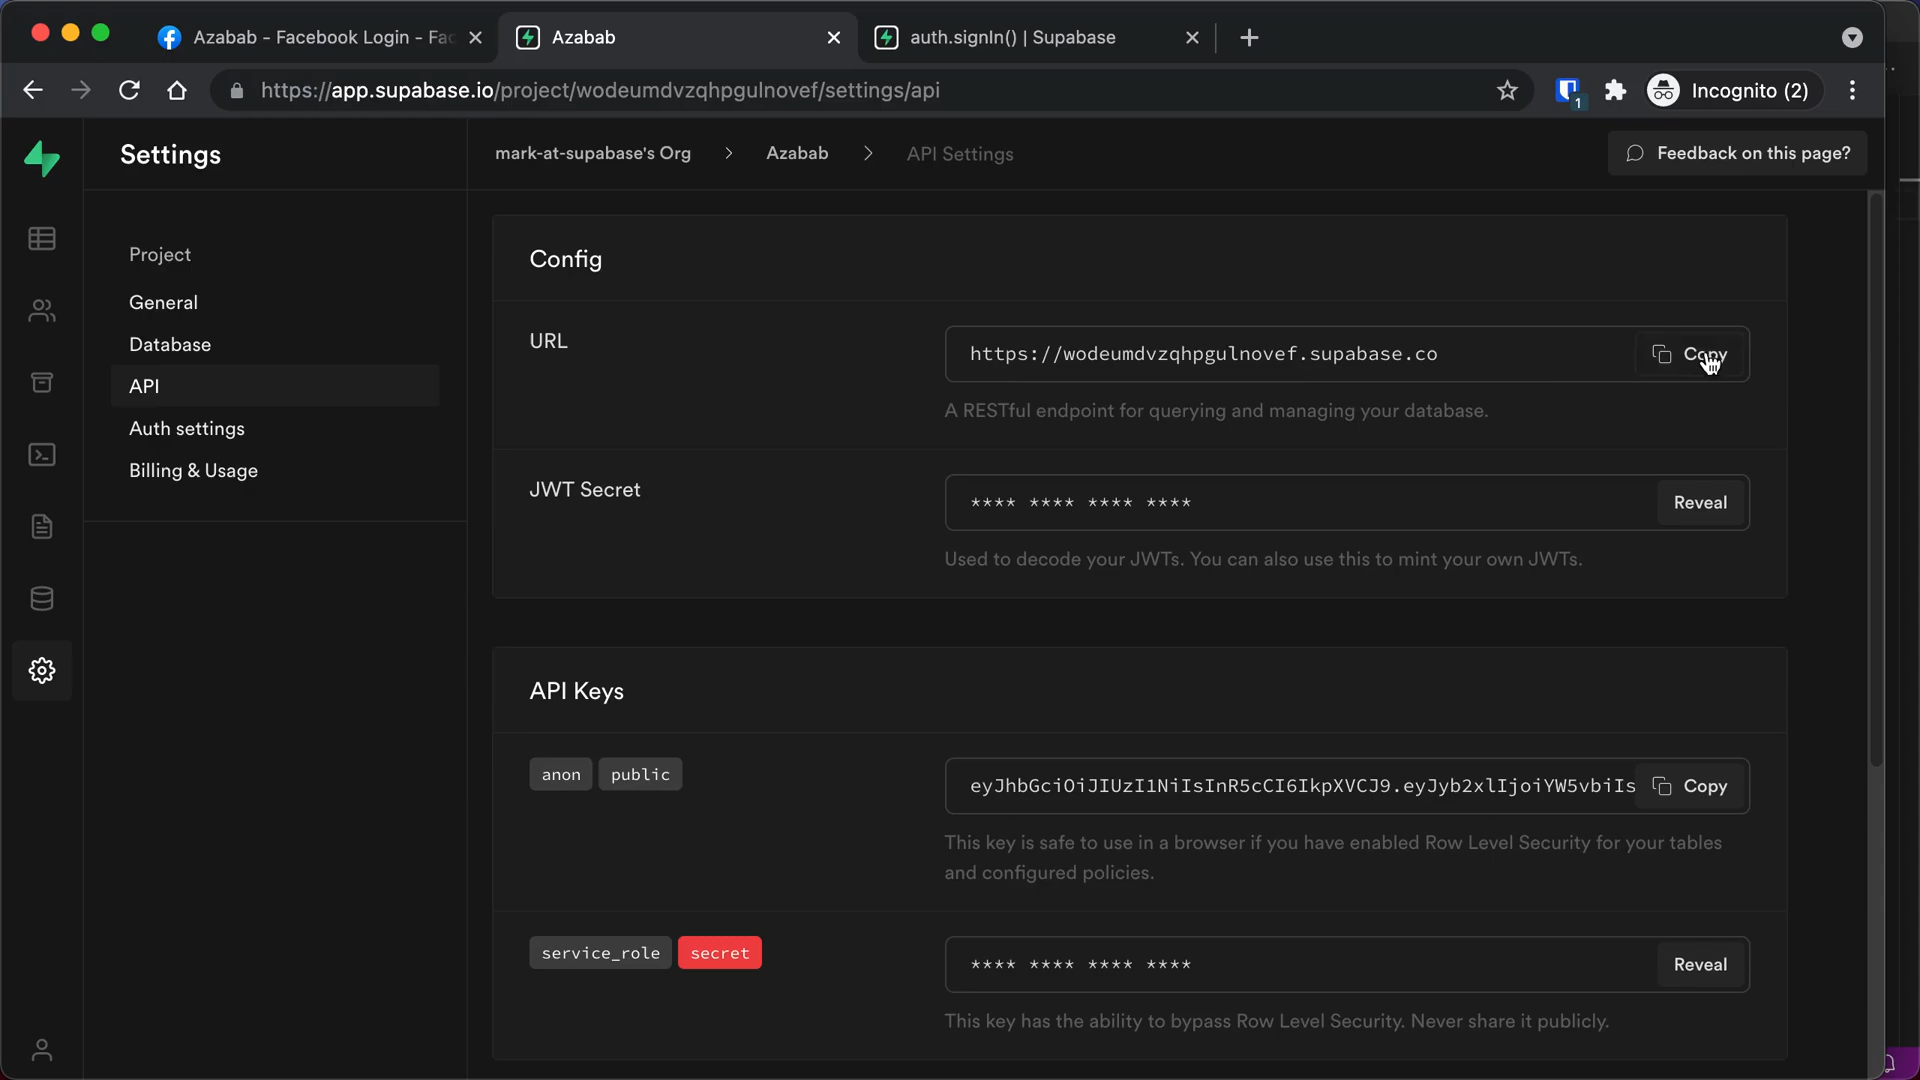 Azabab - Facebook Login - Fac
Azabab
auth.signIn() | Supabase
https://app.supabase.io/project/wodeumdvzqhpgulnovef/settings/api
1
Incognito (2)
Settings
mark-at-supabase's Org > Azabab > API Settings
Feedback on this page?
Project
General
Database
API
Auth settings
Billing & Usage
Config
URL
https://wodeumdvzqhpgulnovef.supabase.co
Copy
A RESTful endpoint for querying and managing your database.
JWT Secret
**** **** **** ****
Reveal
Used to decode your JWTs. You can also use this to mint your own JWTs.
API Keys
anon public
eyJhbGciOiJIUzI1NiIsInR5cCI6IkpXVCJ9.eyJyb2xlIjoiYW5vbiIs
Copy
This key is safe to use in a browser if you have enabled Row Level Security for your tables
and configured policies.
service_role secret
**** **** **** ****
Reveal
This key has the ability to bypass Row Level Security. Never share it publicly.